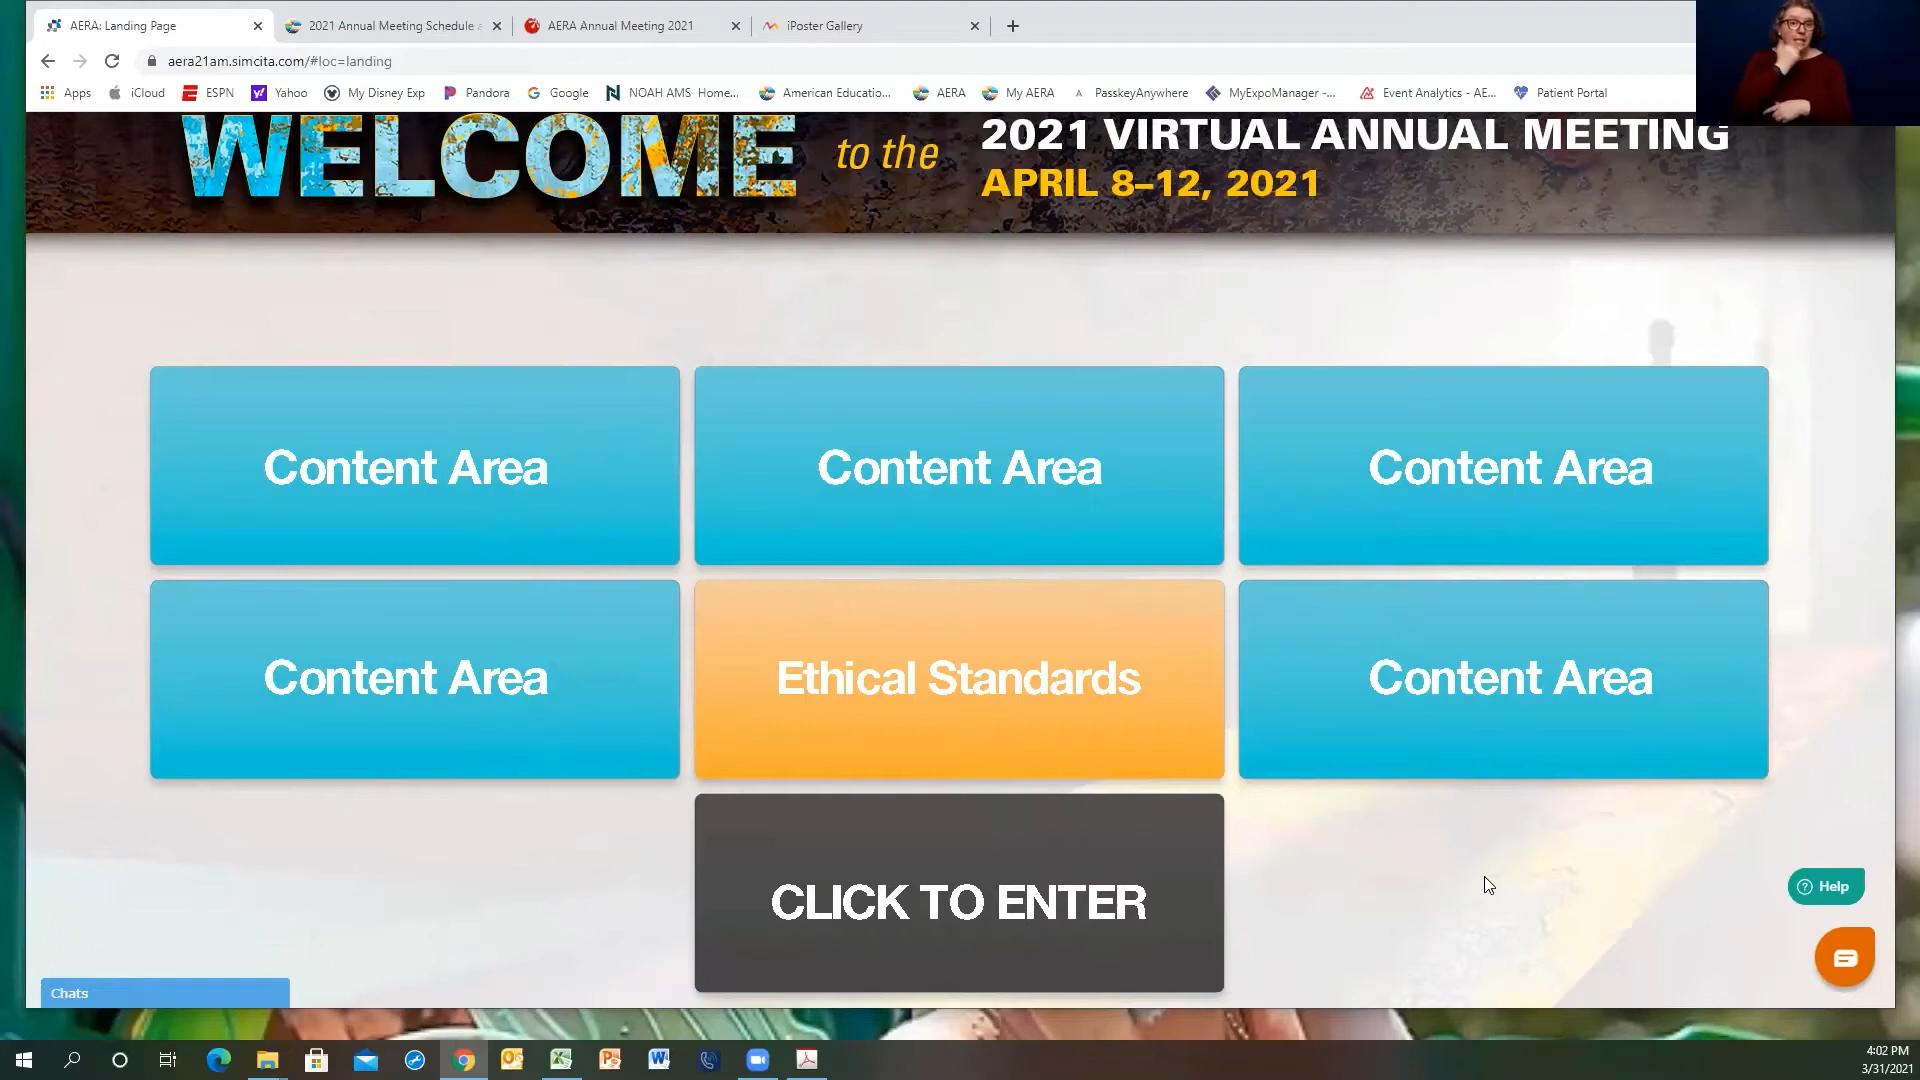 AERA: Landing Page
2021 Annual Meeting Schedule a
AERA Annual Meeting 2021
iPoster Gallery
aera21am.simcita.com/#loc=landing
Apps
iCloud
ESPN
Yahoo
My Disney Exp
Pandora
Google
NOAH AMS Home...
American Educatio...
AERA
My AERA
PasskeyAnywhere
MyExpoManager -...
Event Analytics - AE...
Patient Portal
WELCOME to the
2021 VIRTUAL ANNUAL MEETING
APRIL 8–12, 2021
Content Area
Content Area
Content Area
Content Area
Ethical Standards
Content Area
CLICK TO ENTER
Help
Chats
4:02 PM
3/31/2021